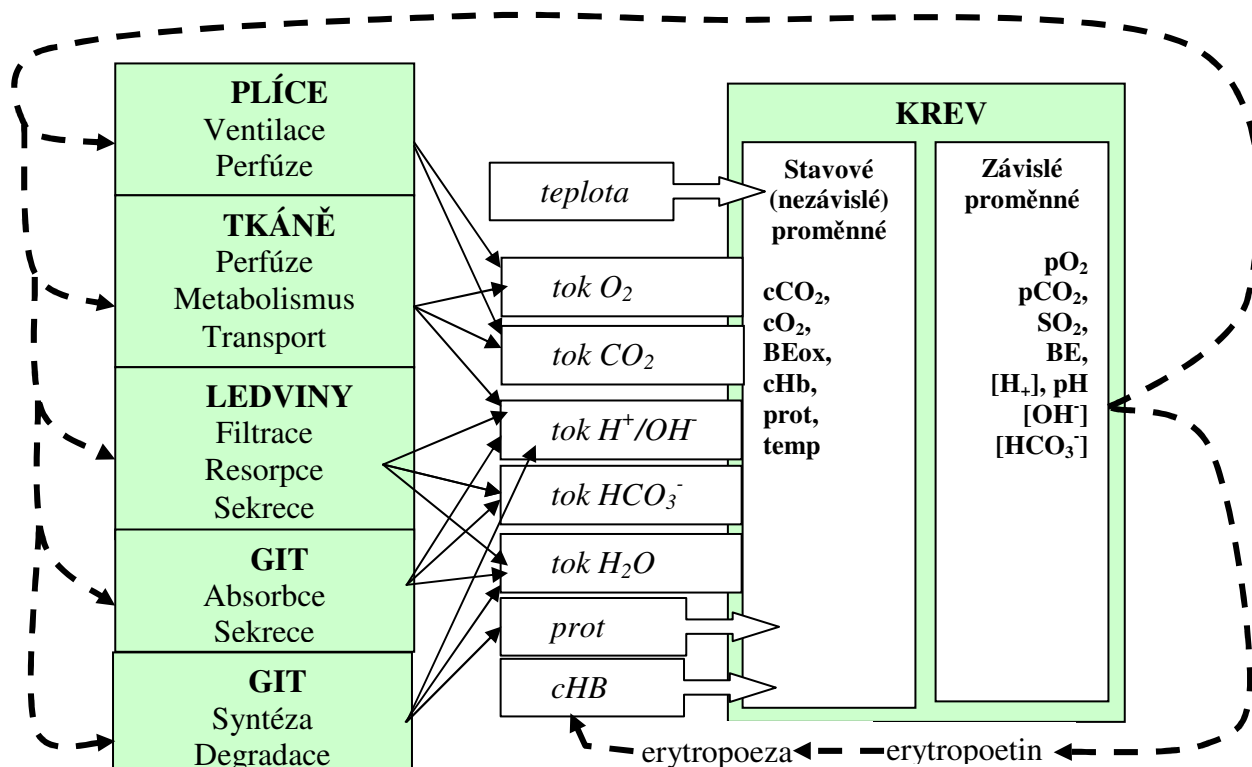 PLÍCE
Ventilace
Perfúze
TKÁNĚ
Perfúze
Metabolismus
Transport
LEDVINY
Filtrace
Resorpce
Sekrece
GIT
Absorbce
Sekrece
GIT
Syntéza
Degradace
teplota
tok O₂
tok CO₂
tok H⁺/OH⁻
tok HCO₃⁻
tok H₂O
prot
cHB
KREV
Stavové
(nezávislé)
proměnné
cCO₂,
cO₂,
BEox,
cHb,
prot,
temp
Závislé
proměnné
pO₂
pCO₂,
SO₂,
BE,
[H₊], pH
[OH⁻]
[HCO₃⁻]
erytropoeza
erytropoetin